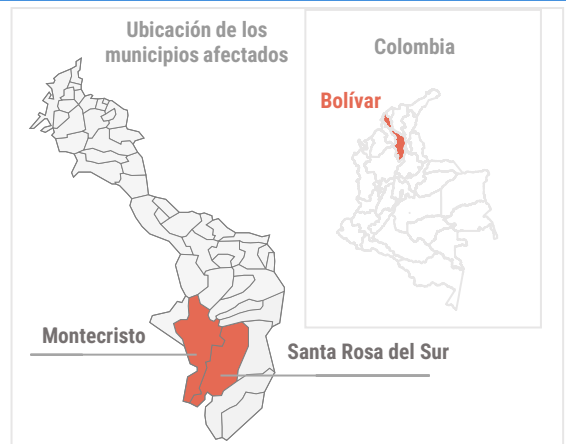 Ubicación de los
municipios afectados
Colombia
Bolívar
Montecristo
Santa Rosa del Sur